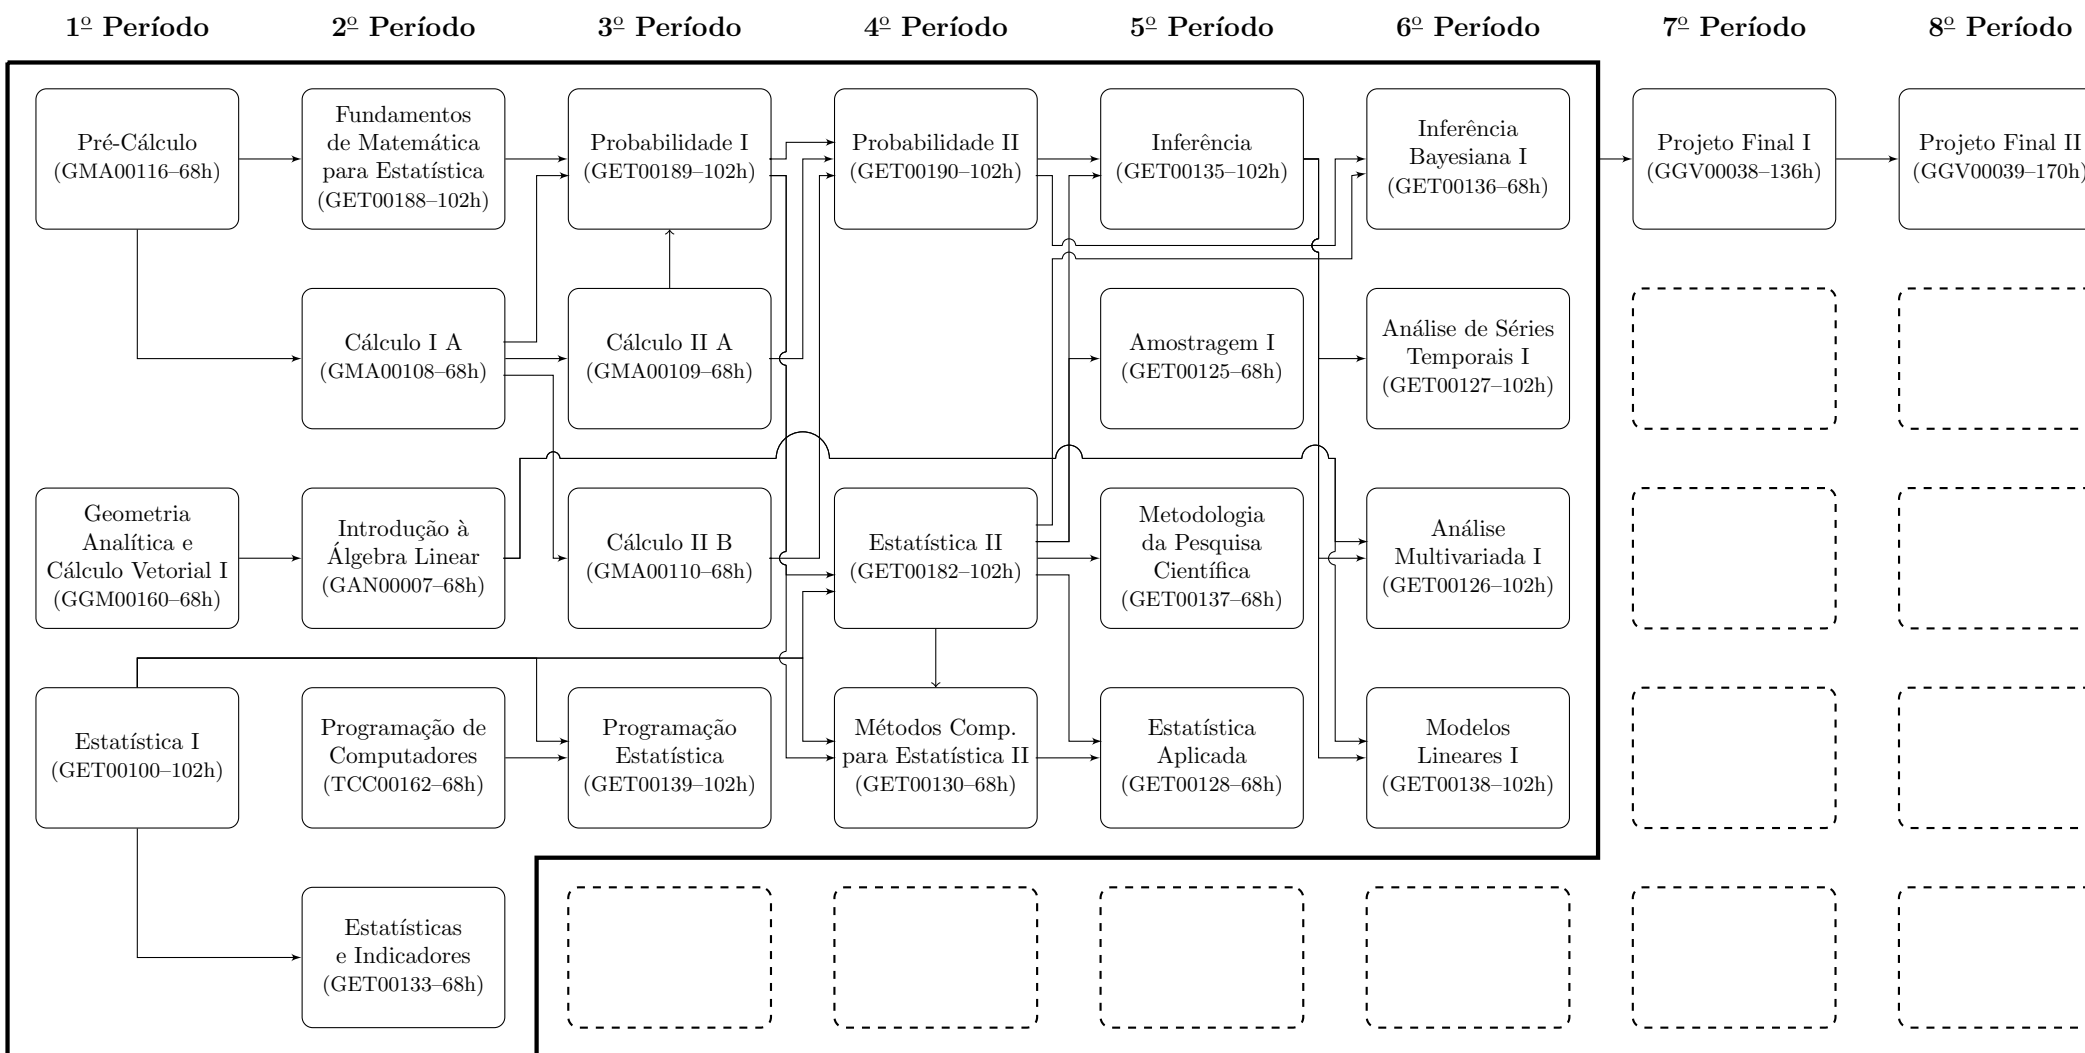 1º Período
2º Período
3º Período
4º Período
5º Período
6º Período
7º Período
8º Período
Pré-Cálculo
(GMA00116–68h)
Fundamentos
de Matemática
para Estatística
(GET00188–102h)
Probabilidade I
(GET00189–102h)
Probabilidade II
(GET00190–102h)
Inferência
(GET00135–102h)
Inferência
Bayesiana I
(GET00136–68h)
Projeto Final I
(GGV00038–136h)
Projeto Final II
(GGV00039–170h)
Cálculo I A
(GMA00108–68h)
Cálculo II A
(GMA00109–68h)
Amostragem I
(GET00125–68h)
Análise de Séries
Temporais I
(GET00127–102h)
Geometria
Analítica e
Cálculo Vetorial I
(GGM00160–68h)
Introdução à
Álgebra Linear
(GAN00007–68h)
Cálculo II B
(GMA00110–68h)
Estatística II
(GET00182–102h)
Metodologia
da Pesquisa
Científica
(GET00137–68h)
Análise
Multivariada I
(GET00126–102h)
Estatística I
(GET00100–102h)
Programação de
Computadores
(TCC00162–68h)
Programação
Estatística
(GET00139–102h)
Métodos Comp.
para Estatística II
(GET00130–68h)
Estatística
Aplicada
(GET00128–68h)
Modelos
Lineares I
(GET00138–102h)
Estatísticas
e Indicadores
(GET00133–68h)